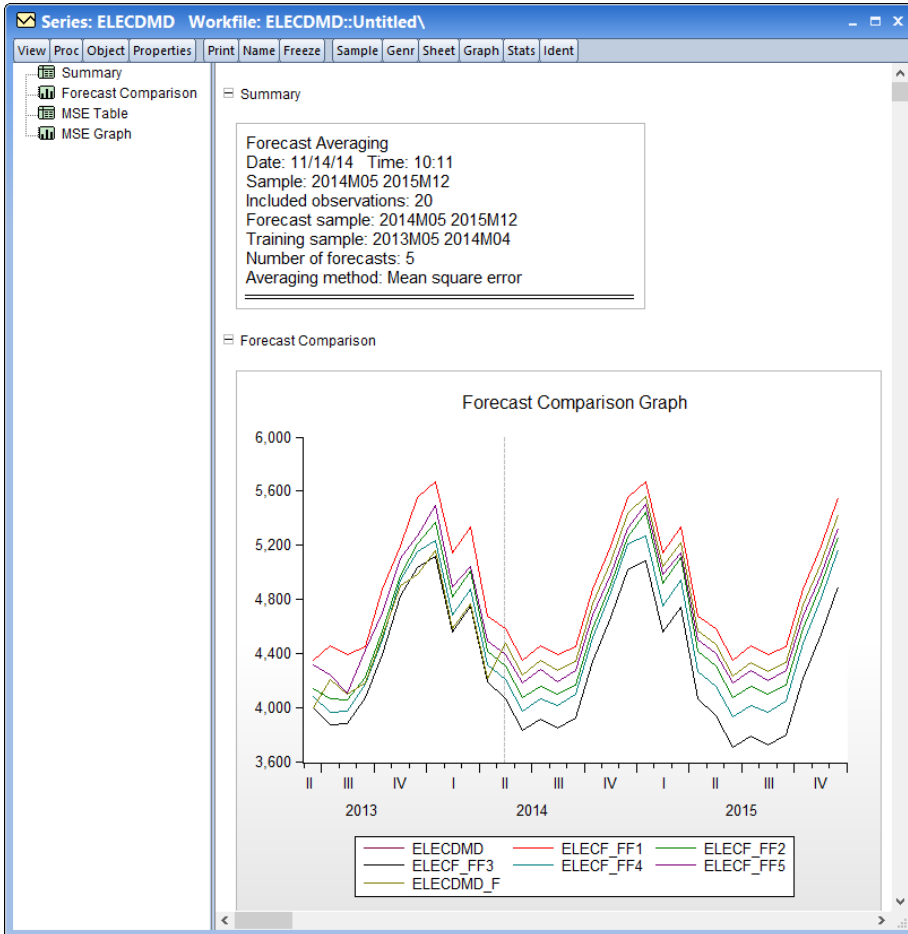 Series: ELECDMD Workfile: ELECDMD::Untitled\
View Proc Object Properties Print Name Freeze Sample Genr Sheet Graph Stats Ident
Summary
Forecast Comparison
MSE Table
MSE Graph
Summary
Forecast Averaging
Date: 11/14/14 Time: 10:11
Sample: 2014M05 2015M12
Included observations: 20
Forecast sample: 2014M05 2015M12
Training sample: 2013M05 2014M04
Number of forecasts: 5
Averaging method: Mean square error
Forecast Comparison
Forecast Comparison Graph
6,000
5,600
5,200
4,800
4,400
4,000
3,600
II III IV I II III IV I II III IV
2013 2014 2015
ELECDMD ELECF_FF1 ELECF_FF2
ELECF_FF3 ELECF_FF4 ELECF_FF5
ELECDMD_F